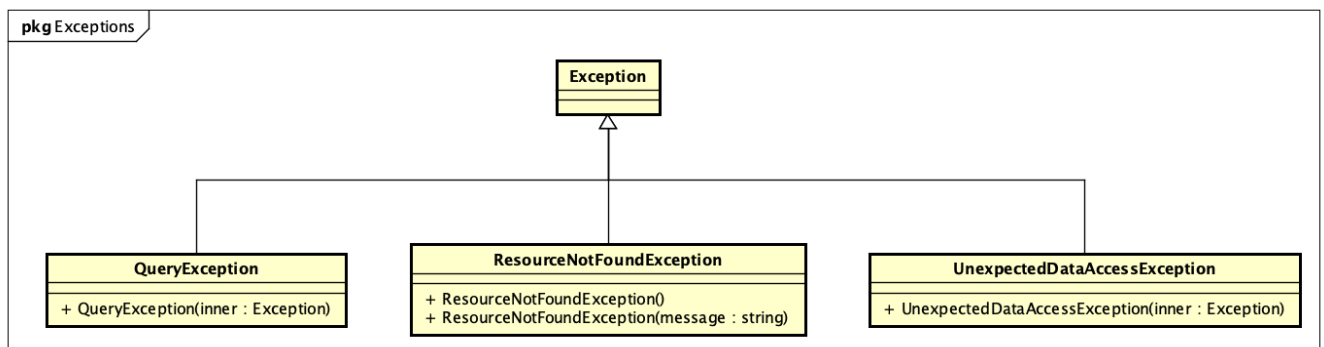 pkg Exceptions
Exception
QueryException
+ QueryException(inner : Exception)
ResourceNotFoundException
+ ResourceNotFoundException()
+ ResourceNotFoundException(message : string)
UnexpectedDataAccessException
+ UnexpectedDataAccessException(inner : Exception)